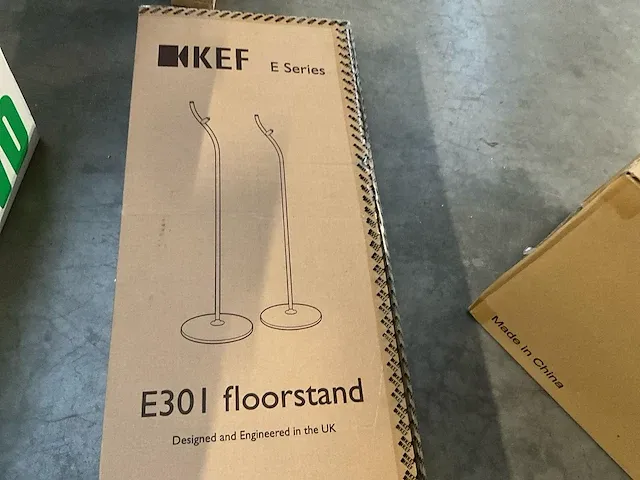 KEF E Series
E301 floorstand
Designed and Engineered in the UK
Made in China